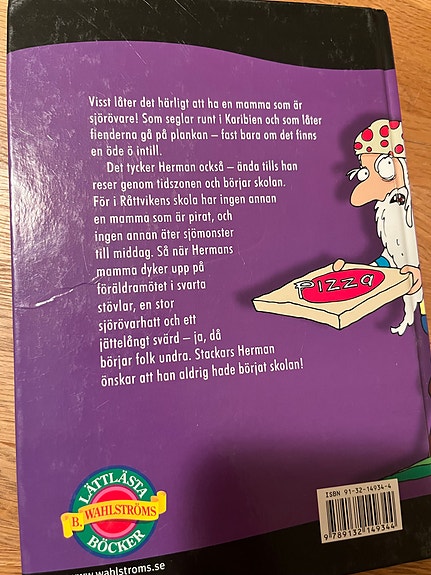 Visst låter det härligt att ha en mamma som är
sjörövare! Som seglar runt i Karibien och som låter
fienderna gå på plankan – fast bara om det finns
en öde ö intill.
Det tycker Herman också – ända tills han
reser genom tidszonen och börjar skolan.
För i Råttvikens skola har ingen annan
en mamma som är pirat, och
ingen annan äter sjömonster
till middag. Så när Hermans
mamma dyker upp på
föräldramötet i svarta
stövlar, en stor
sjörövarhatt och ett
jättelångt svärd – ja, då
börjar folk undra. Stackars Herman
önskar att han aldrig hade börjat skolan!
PIZZA
LÄTTLÄSTA
B. WAHLSTRÖMS
BÖCKER
www.wahlstroms.se
ISBN 91-32-14934-4
9 789132 149344